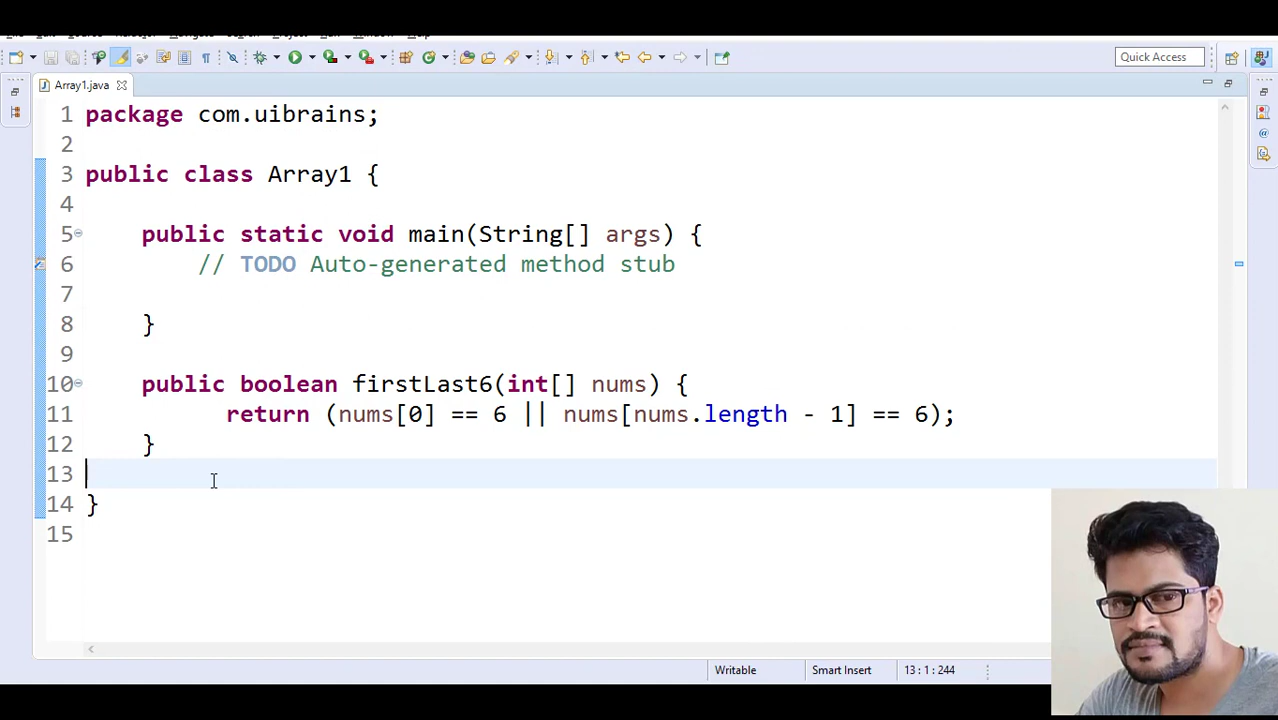 Quick Access
Array1.java
1 package com.uibrains;
2
3 public class Array1 {
4
5 public static void main(String[] args) {
6 // TODO Auto-generated method stub
7
8 }
9
10 public boolean firstLast6(int[] nums) {
11 return (nums[0] == 6 || nums[nums.length - 1] == 6);
12 }
13
14 }
15
Writable Smart Insert 13 : 1 : 244